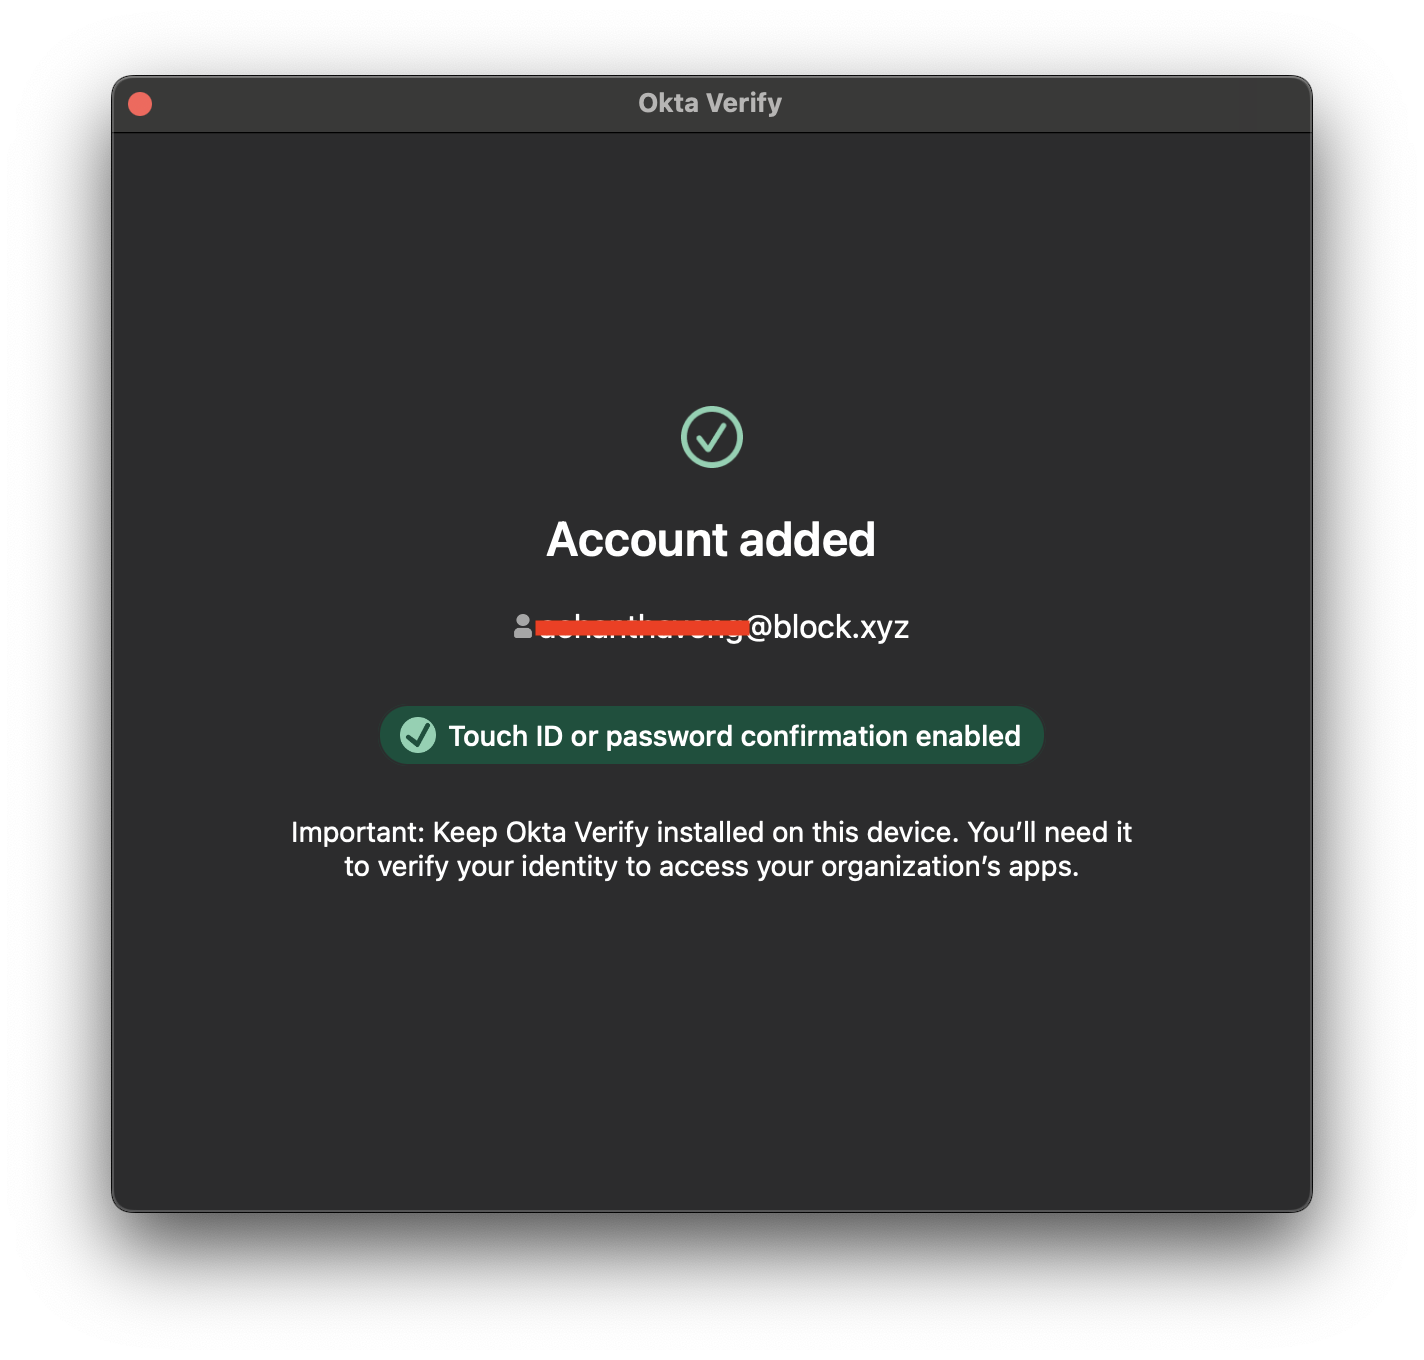 Okta Verify
Account added
@block.xyz
Touch ID or password confirmation enabled
Important: Keep Okta Verify installed on this device. You’ll need it
to verify your identity to access your organization’s apps.